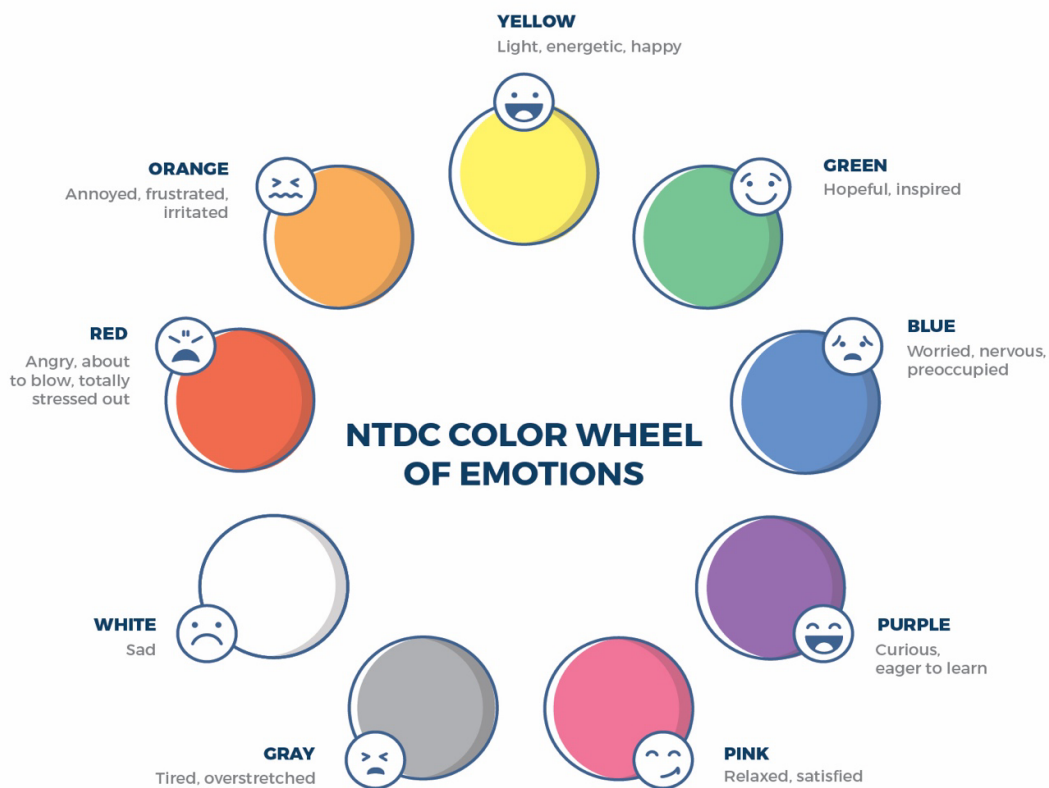 YELLOW
Light, energetic, happy
ORANGE
Annoyed, frustrated,
irritated
GREEN
Hopeful, inspired
RED
Angry, about
to blow, totally
stressed out
BLUE
Worried, nervous,
preoccupied
NTDC COLOR WHEEL
OF EMOTIONS
WHITE
Sad
PURPLE
Curious,
eager to learn
GRAY
Tired, overstretched
PINK
Relaxed, satisfied